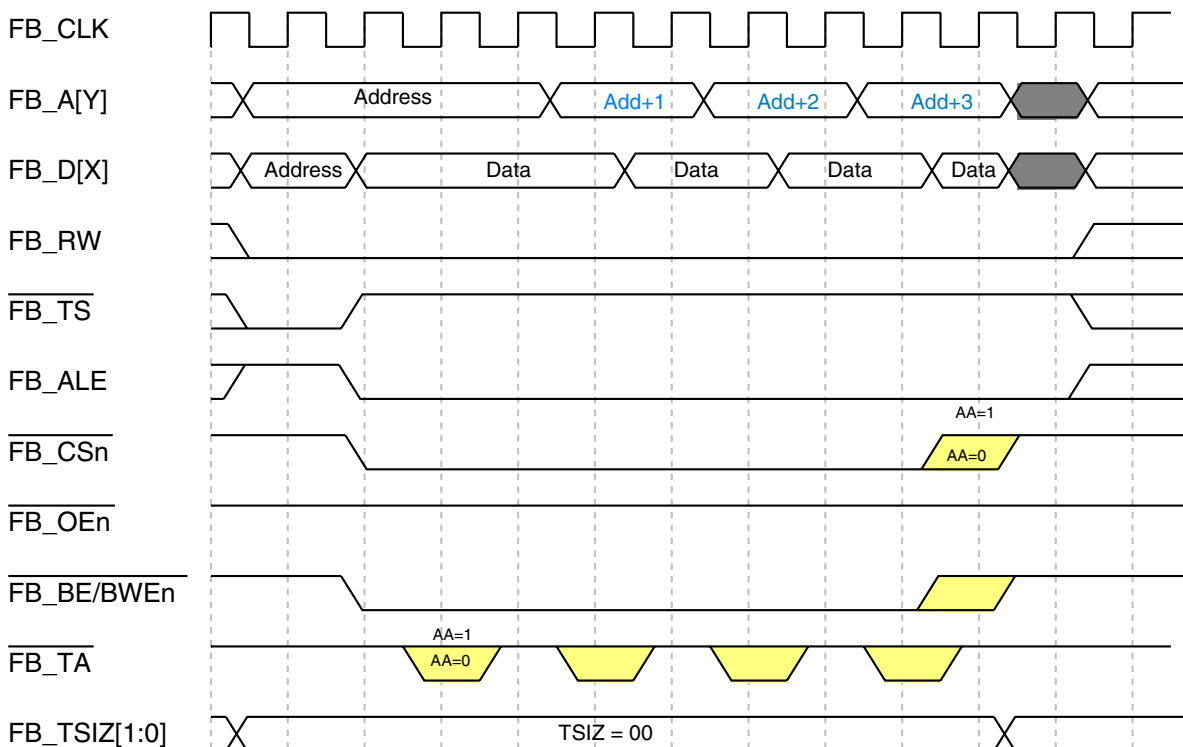 FB_CLK
FB_A[Y] Address Add+1 Add+2 Add+3
FB_D[X] Address Data Data Data Data
FB_RW
FB_TS
FB_ALE
AA=1
FB_CSn AA=0
FB_OEn
FB_BE/BWEn
AA=1
FB_TA AA=0
FB_TSIZ[1:0] TSIZ = 00